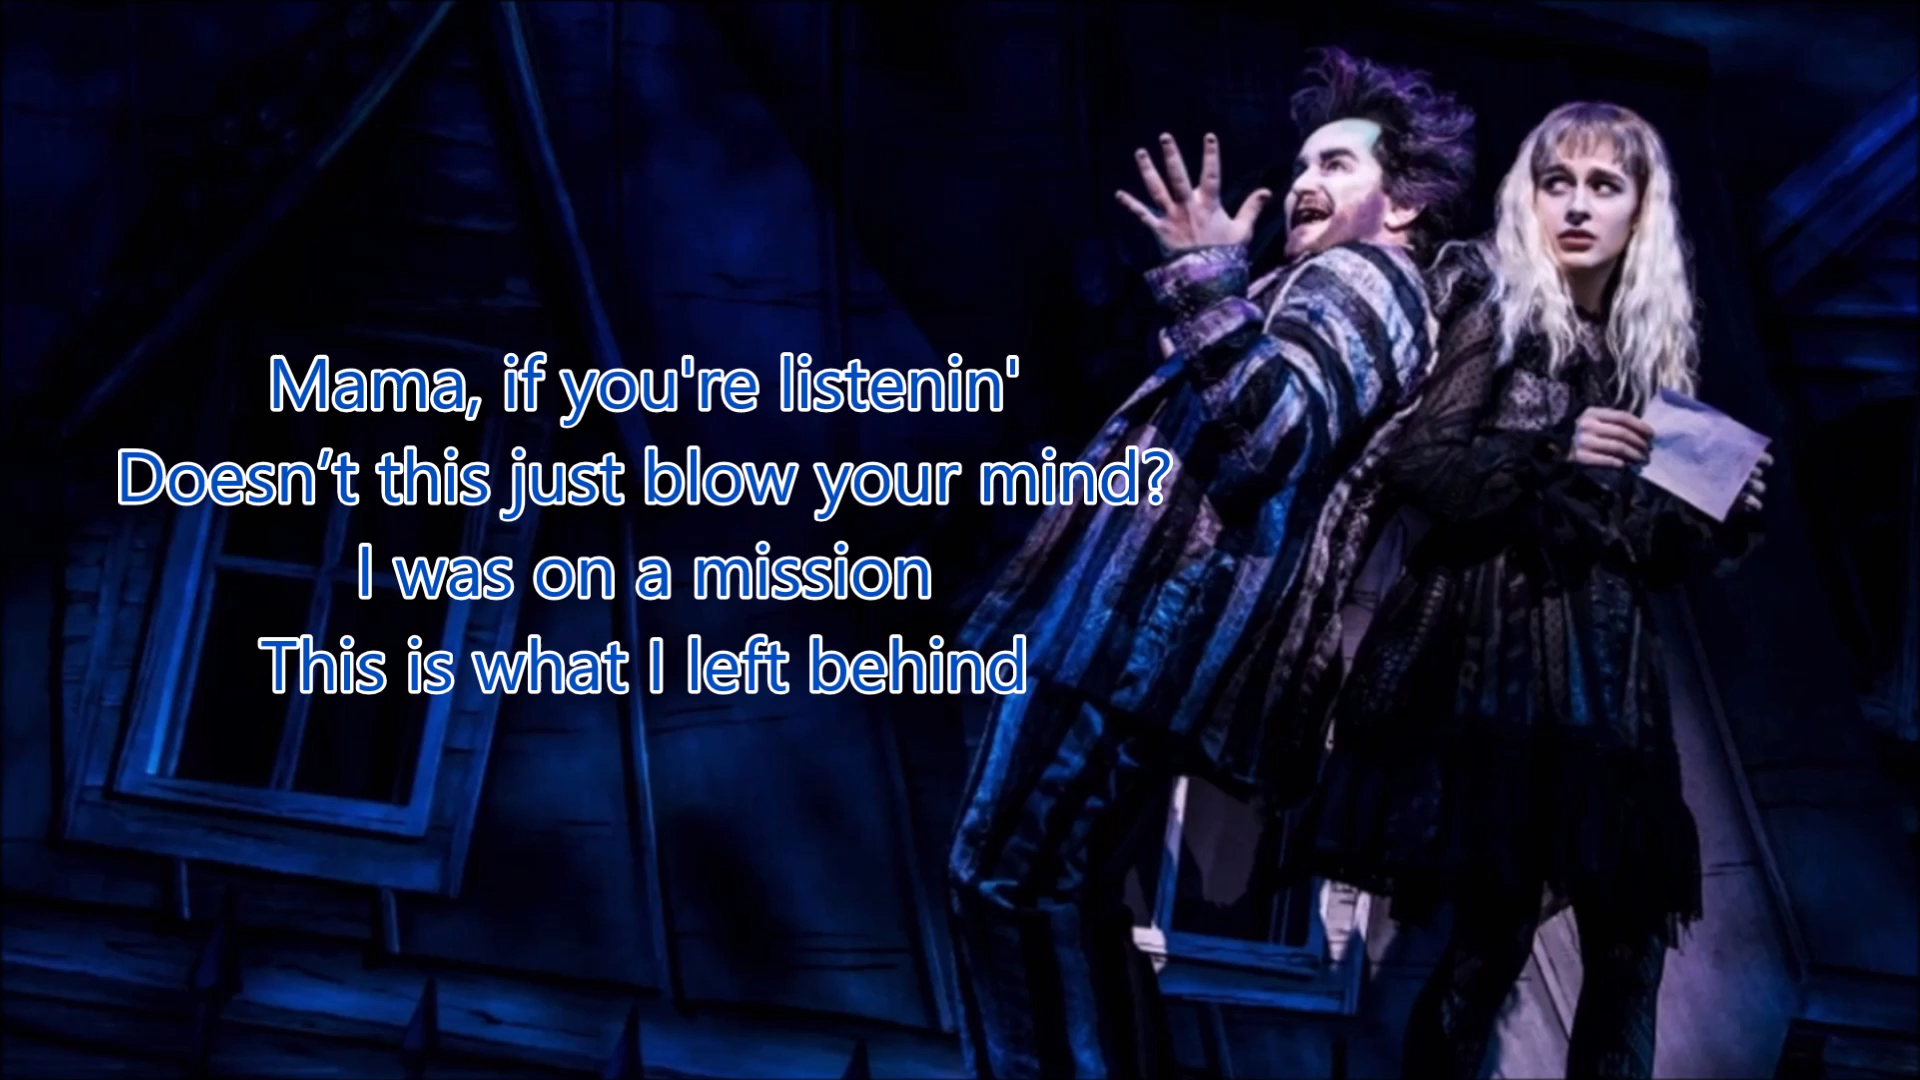 Mama, if you're listenin'
Doesn’t this just blow your mind?
I was on a mission
This is what I left behind